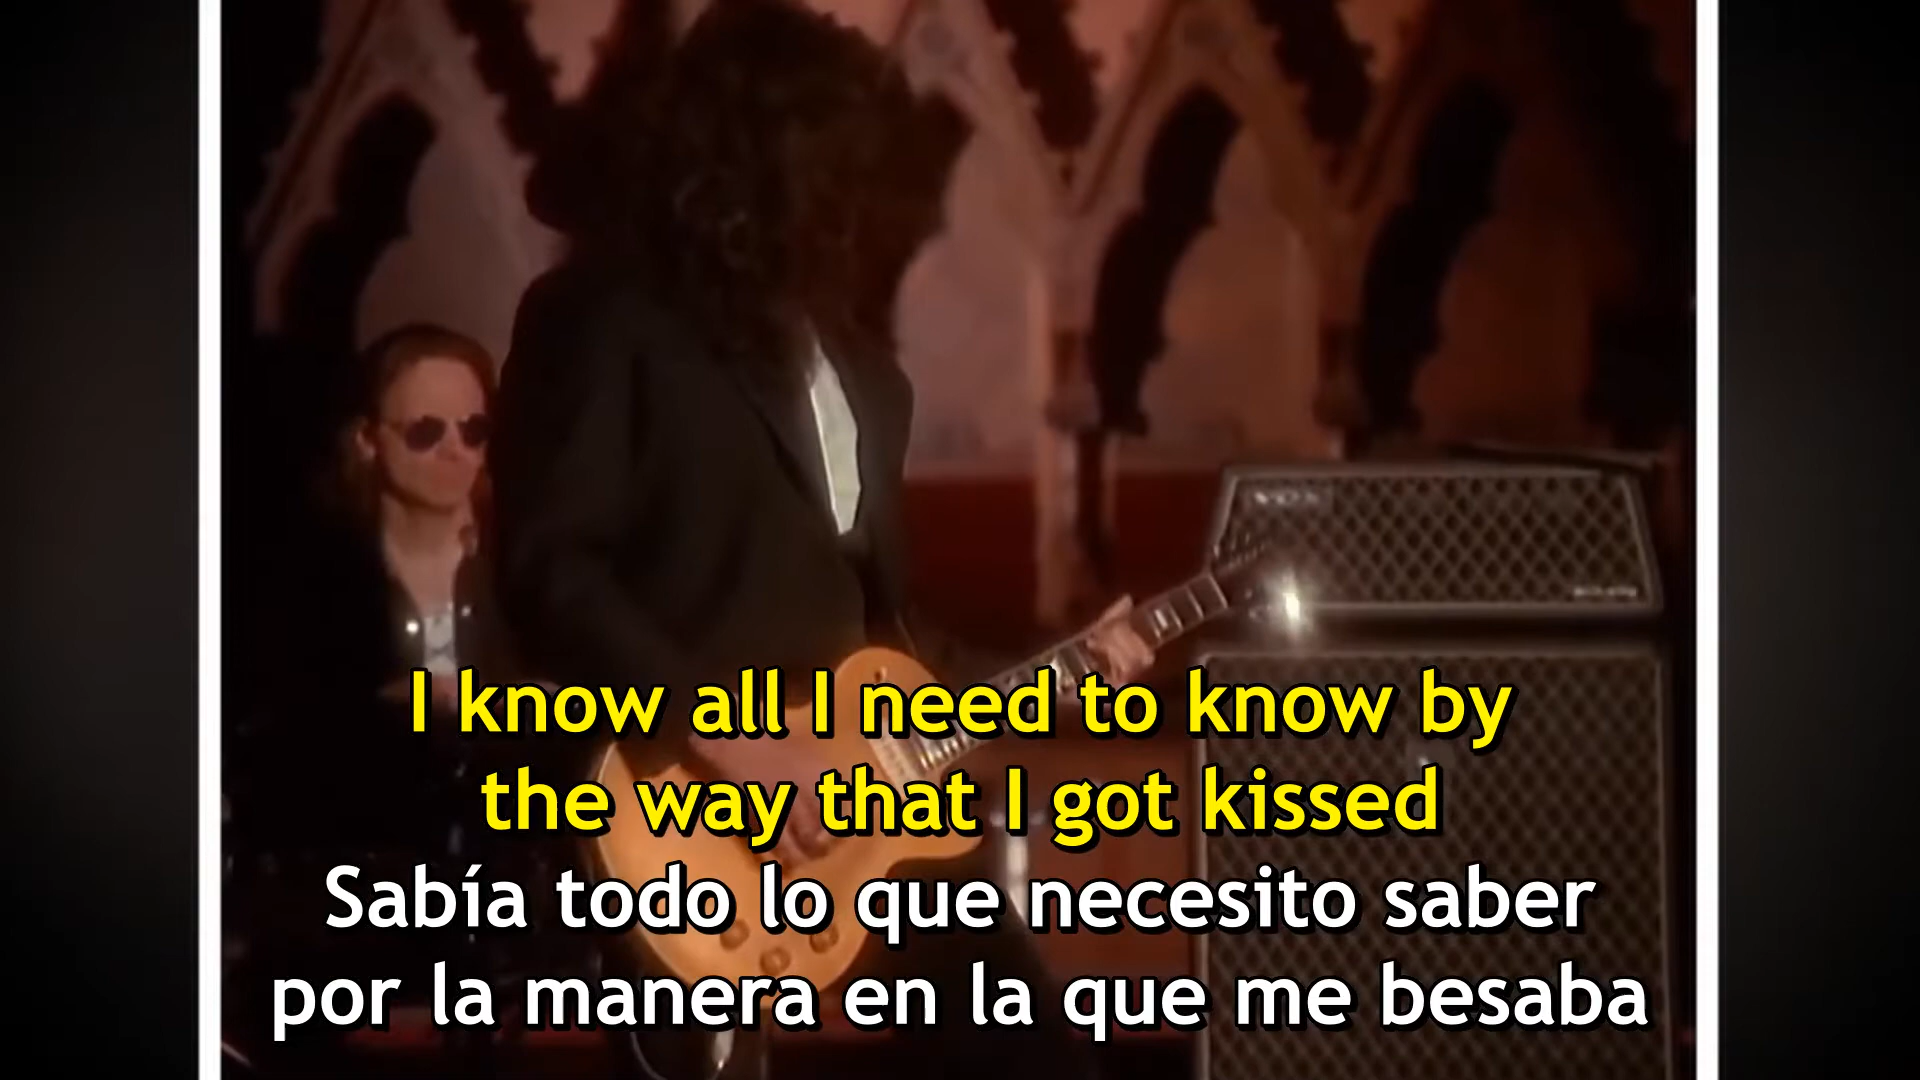 VOX
I know all I need to know by
the way that I got kissed
Sabía todo lo que necesito saber
por la manera en la que me besaba